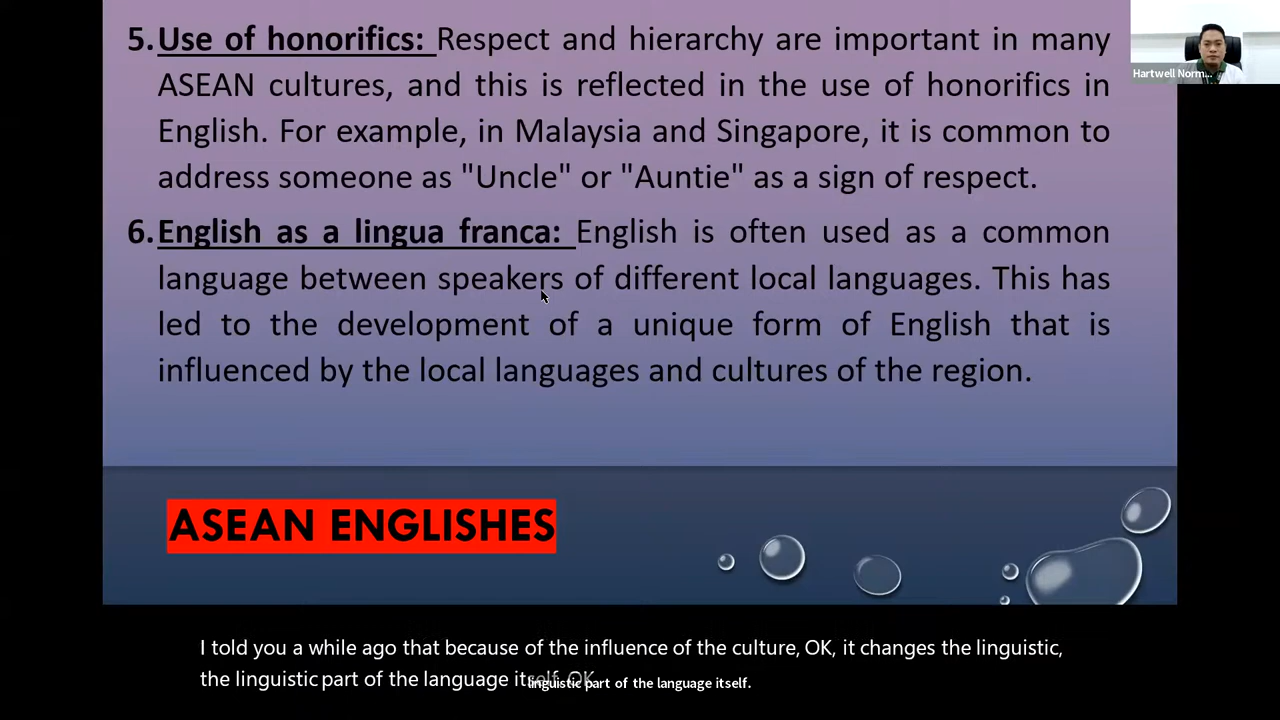 5. Use of honorifics: Respect and hierarchy are important in many
ASEAN cultures, and this is reflected in the use of honorifics in
English. For example, in Malaysia and Singapore, it is common to
address someone as "Uncle" or "Auntie" as a sign of respect.
6. English as a lingua franca: English is often used as a common
language between speakers of different local languages. This has
led to the development of a unique form of English that is
influenced by the local languages and cultures of the region.
ASEAN ENGLISHES
Hartwell Norm...
I told you a while ago that because of the influence of the culture, OK, it changes the linguistic,
the linguistic part of the language itself. OK
linguistic part of the language itself.